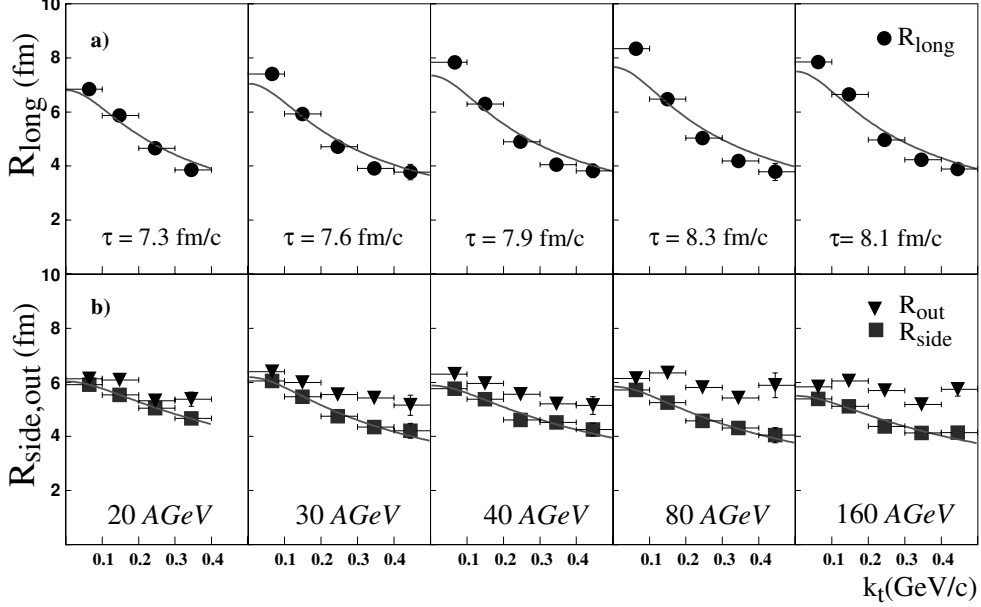 10
a)
R_long
8
R_long (fm)
6
4
2
τ = 7.3 fm/c
τ = 7.6 fm/c
τ = 7.9 fm/c
τ = 8.3 fm/c
τ= 8.1 fm/c
10
b)
R_out
R_side
8
R_side,out (fm)
6
4
2
20 AGeV
30 AGeV
40 AGeV
80 AGeV
160 AGeV
0.1 0.2 0.3 0.4
0.1 0.2 0.3 0.4
0.1 0.2 0.3 0.4
0.1 0.2 0.3 0.4
0.1 0.2 0.3 0.4
k_t(GeV/c)